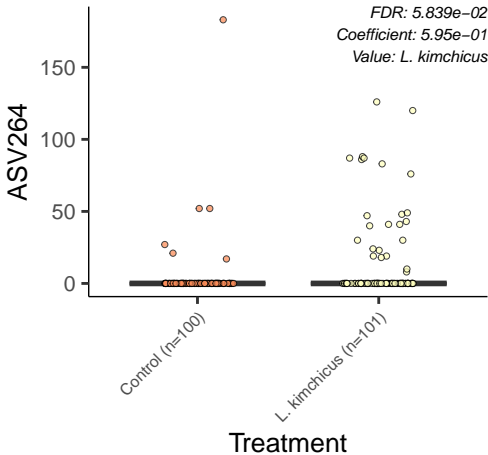 FDR: 5.839e−02
Coefficient: 5.95e−01
Value: L. kimchicus
ASV264
150
100
50
0
Control (n=100)
L. kimchicus (n=101)
Treatment